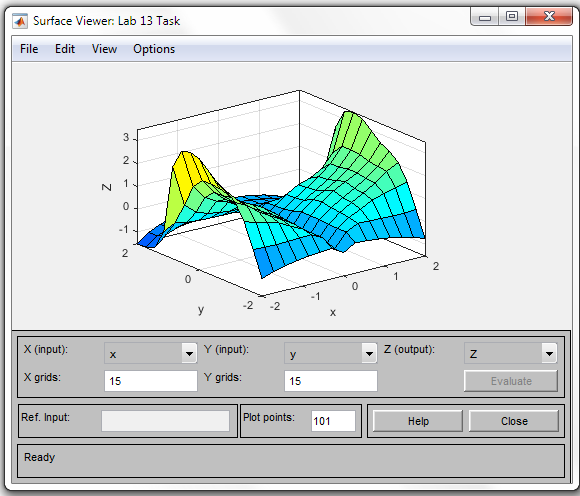 Surface Viewer: Lab 13 Task
File Edit View Options
3
2
1
0
-1
Z
2
0
-2
y
-2
-1
0
1
2
x
X (input): x Y (input): y Z (output): Z
X grids: 15 Y grids: 15 Evaluate
Ref. Input: Plot points: 101 Help Close
Ready